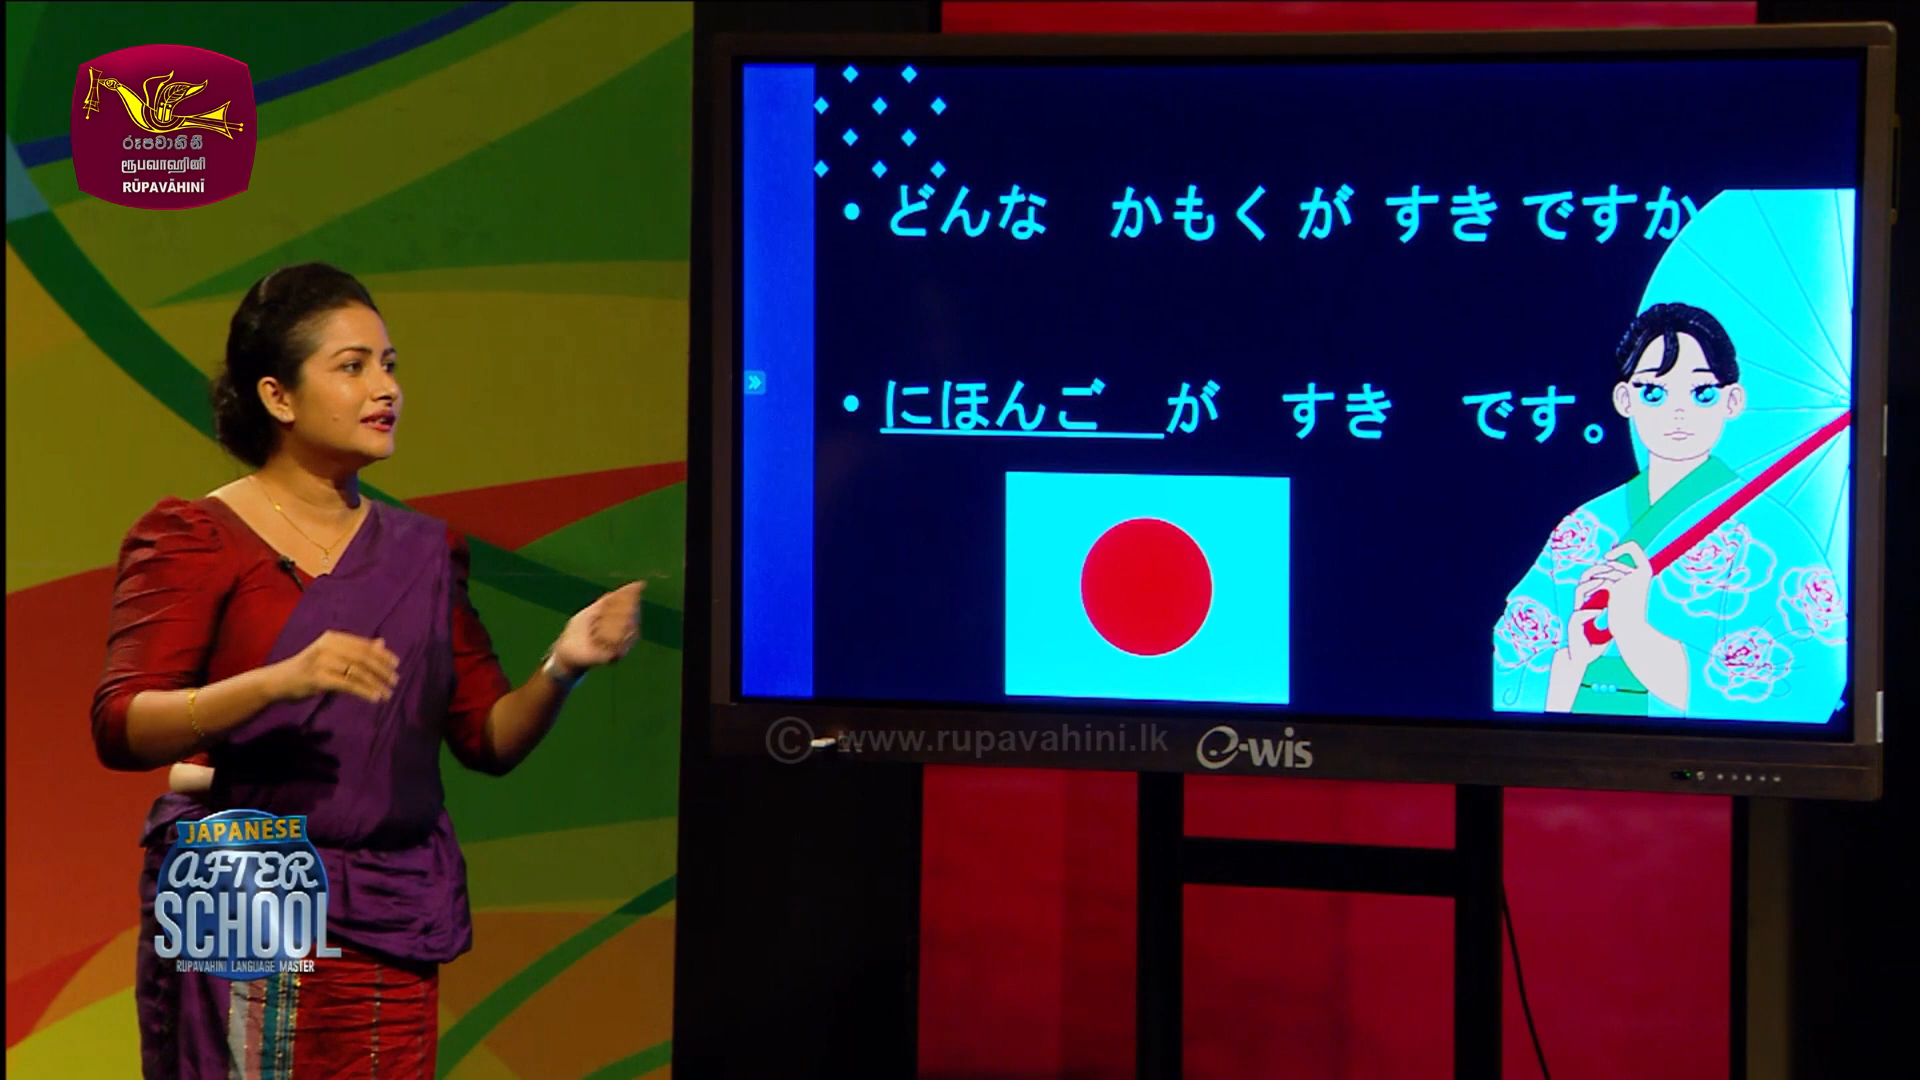 රූපවාහිනී
ரூபவாஹினி
RŪPAVĀHINĪ
• どんな かもく が すき ですか
• にほんご が すき です。
© www.rupavahini.lk
e-wis
JAPANESE
AFTER
SCHOOL
RUPAVAHINI LANGUAGE MASTER